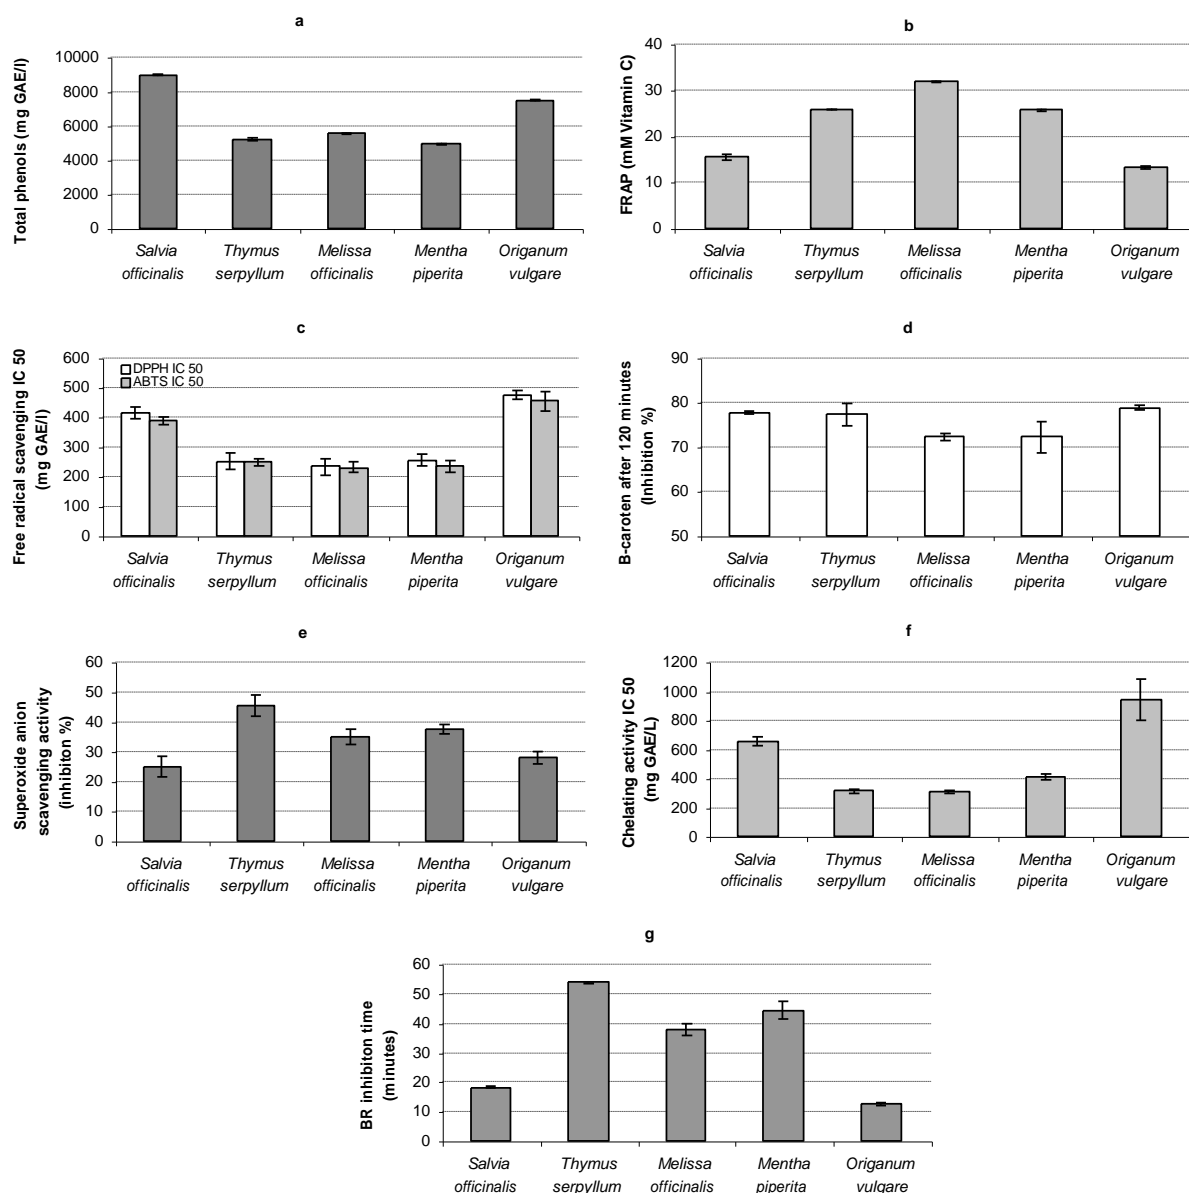 a
Total phenols (mg GAE/l)
10000
8000
6000
4000
2000
0
Salvia officinalis
Thymus serpyllum
Melissa officinalis
Mentha piperita
Origanum vulgare
b
FRAP (mM Vitamin C)
40
30
20
10
0
Salvia officinalis
Thymus serpyllum
Melissa officinalis
Mentha piperita
Origanum vulgare
c
Free radical scavenging IC 50
(mg GAE/l)
600
500
400
300
200
100
0
DPPH IC 50
ABTS IC 50
Salvia officinalis
Thymus serpyllum
Melissa officinalis
Mentha piperita
Origanum vulgare
d
B-caroten after 120 minutes
(Inhibition %)
90
80
70
60
50
Salvia officinalis
Thymus serpyllum
Melissa officinalis
Mentha piperita
Origanum vulgare
e
Superoxide anion
scavenging activity
(inhibiton %)
60
50
40
30
20
10
0
Salvia officinalis
Thymus serpyllum
Melissa officinalis
Mentha piperita
Origanum vulgare
f
Chelating activity IC 50
(mg GAE/L)
1200
1000
800
600
400
200
0
Salvia officinalis
Thymus serpyllum
Melissa officinalis
Mentha piperita
Origanum vulgare
g
BR inhibiton time
(minutes)
60
50
40
30
20
10
0
Salvia officinalis
Thymus serpyllum
Melissa officinalis
Mentha piperita
Origanum vulgare